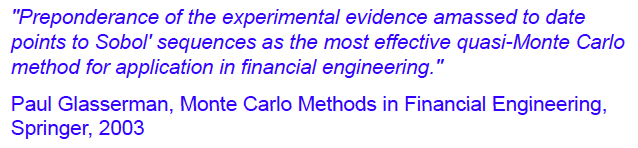 "Preponderance of the experimental evidence amassed to date
points to Sobol' sequences as the most effective quasi-Monte Carlo
method for application in financial engineering."
Paul Glasserman, Monte Carlo Methods in Financial Engineering,
Springer, 2003